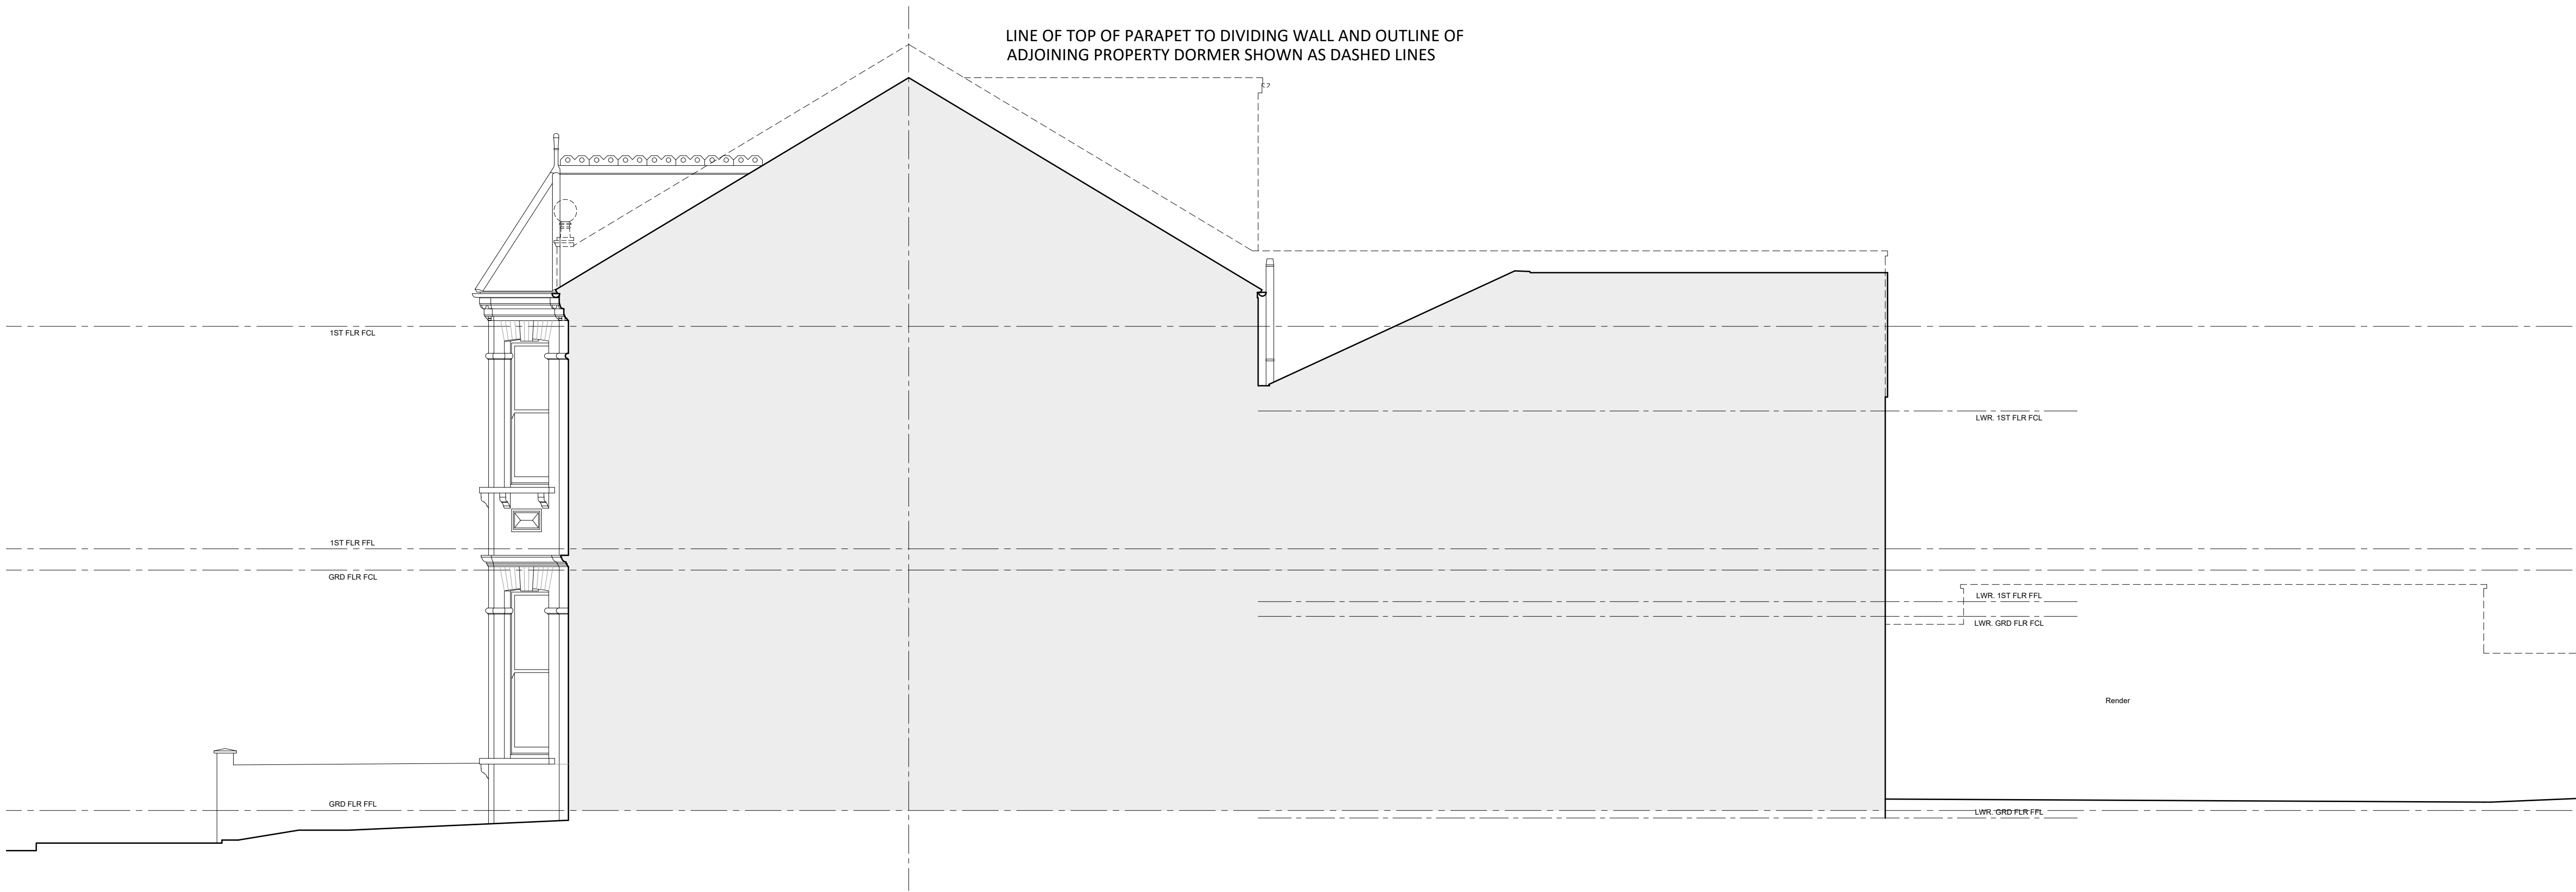 LINE OF TOP OF PARAPET TO DIVIDING WALL AND OUTLINE OF
ADJOINING PROPERTY DORMER SHOWN AS DASHED LINES
1ST FLR FCL
LWR. 1ST FLR FCL
1ST FLR FFL
GRD FLR FCL
LWR. 1ST FLR FFL
LWR. GRD FLR FCL
Render
GRD FLR FFL
LWR. GRD FLR FFL